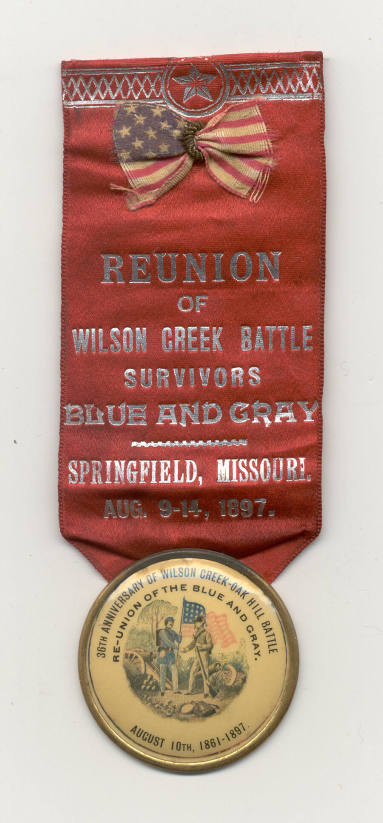 REUNION
OF
WILSON CREEK BATTLE
SURVIVORS
BLUE AND GRAY
SPRINGFIELD, MISSOURI.
AUG. 9-14, 1897.
36TH ANNIVERSARY OF WILSON CREEK-OAK HILL BATTLE
RE-UNION OF THE BLUE AND GRAY.
AUGUST 10TH, 1861-1897.